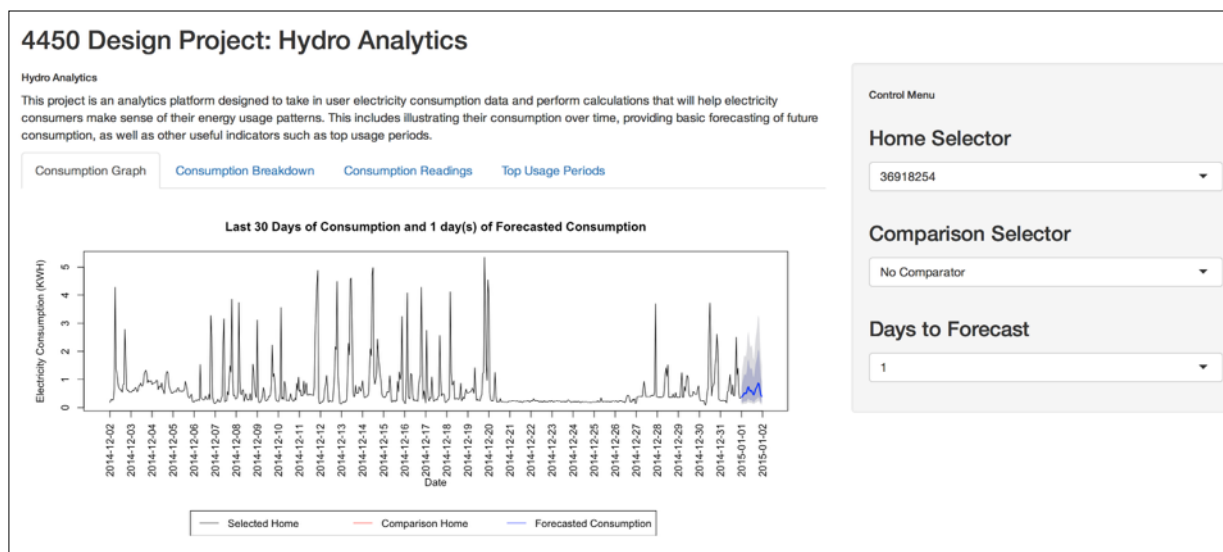 4450 Design Project: Hydro Analytics
Hydro Analytics
This project is an analytics platform designed to take in user electricity consumption data and perform calculations that will help electricity
consumers make sense of their energy usage patterns. This includes illustrating their consumption over time, providing basic forecasting of future
consumption, as well as other useful indicators such as top usage periods.
Consumption Graph
Consumption Breakdown
Consumption Readings
Top Usage Periods
Last 30 Days of Consumption and 1 day(s) of Forecasted Consumption
Electricity Consumption (KWH)
5
4
3
2
1
0
2014-12-02
2014-12-03
2014-12-04
2014-12-05
2014-12-06
2014-12-07
2014-12-08
2014-12-09
2014-12-10
2014-12-11
2014-12-12
2014-12-13
2014-12-14
2014-12-15
2014-12-16
2014-12-17
2014-12-18
2014-12-19
2014-12-20
2014-12-21
2014-12-22
2014-12-23
2014-12-24
2014-12-25
2014-12-26
2014-12-27
2014-12-28
2014-12-29
2014-12-30
2014-12-31
2015-01-01
2015-01-02
Date
Selected Home
Comparison Home
Forecasted Consumption
Control Menu
Home Selector
36918254
Comparison Selector
No Comparator
Days to Forecast
1